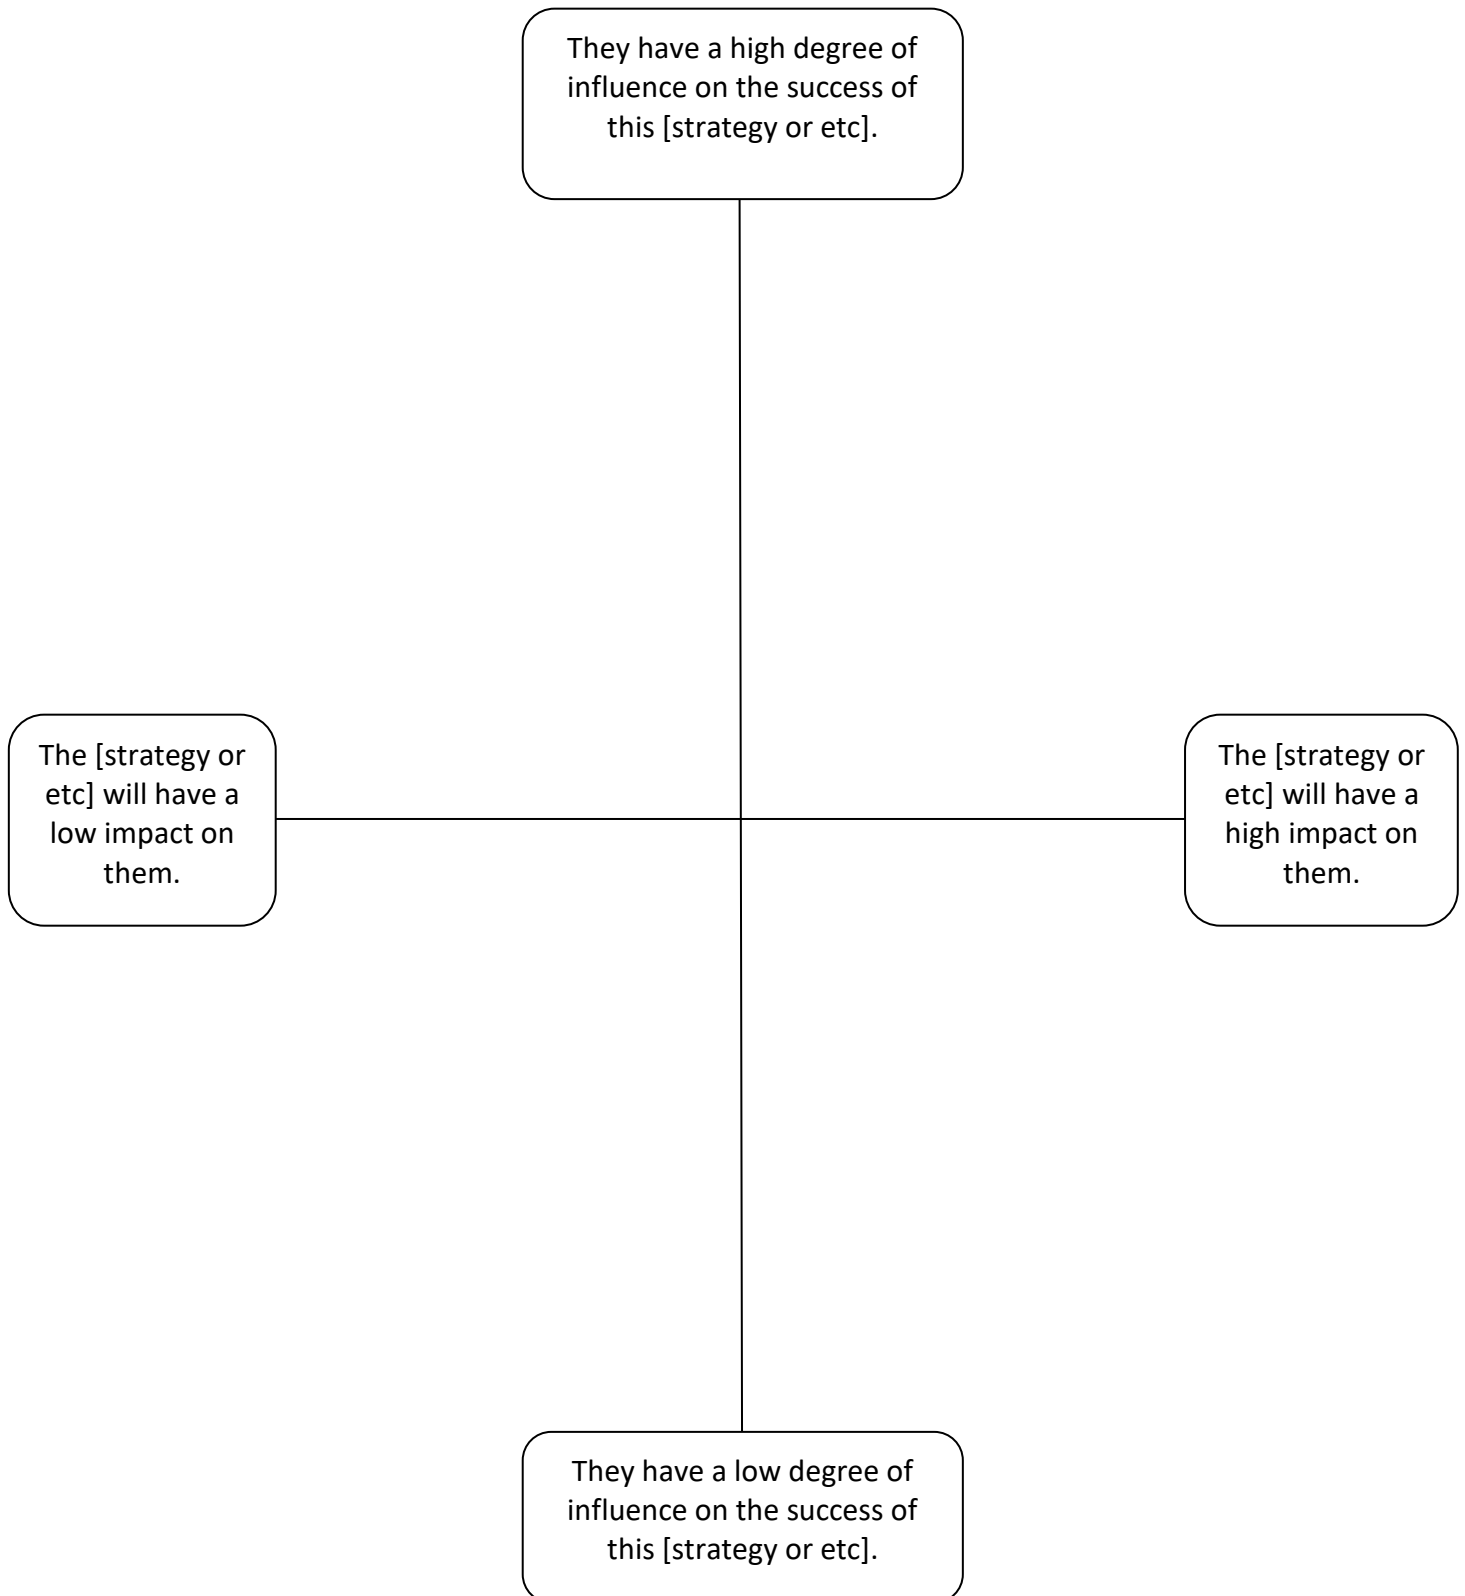 They have a high degree of
influence on the success of
this [strategy or etc].
The [strategy or
etc] will have a
low impact on
them.
The [strategy or
etc] will have a
high impact on
them.
They have a low degree of
influence on the success of
this [strategy or etc].